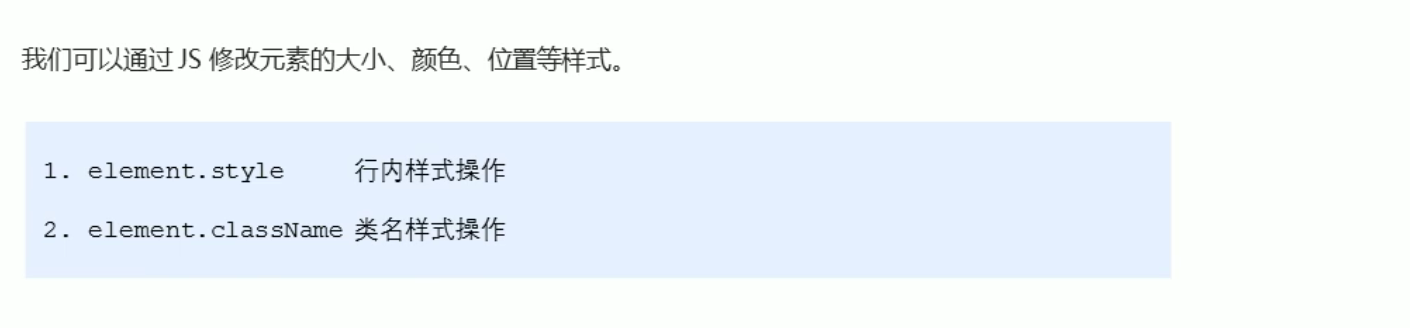 我们可以通过 JS 修改元素的大小、颜色、位置等样式。
1. element.style 行内样式操作
2. element.className 类名样式操作